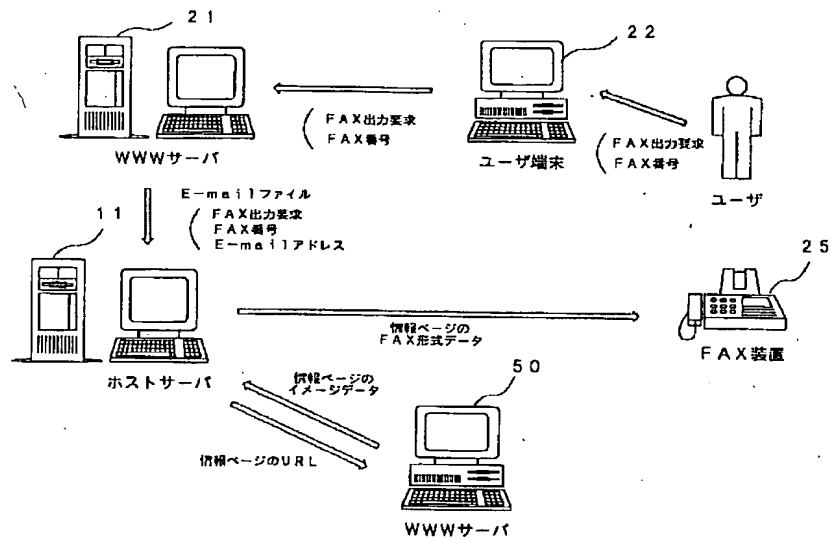 21
22
FAX出力要求
FAX番号
WWWサーバ
ユーザ端末
FAX出力要求
FAX番号
ユーザ
E-mailファイル
FAX出力要求
FAX番号
E-mailアドレス
11
25
情報ページの
FAX形式データ
FAX装置
ホストサーバ
情報ページの
イメージデータ
50
情報ページのURL
WWWサーバ